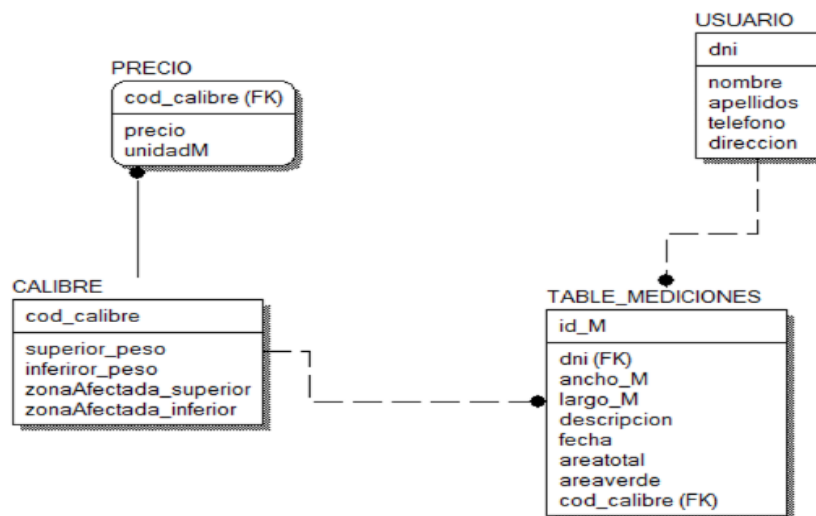 USUARIO
dni
nombre
apellidos
telefono
direccion
PRECIO
cod_calibre (FK)
precio
unidadM
CALIBRE
cod_calibre
superior_peso
inferiror_peso
zonaAfectada_superior
zonaAfectada_inferior
TABLE_MEDICIONES
id_M
dni (FK)
ancho_M
largo_M
descripcion
fecha
areatotal
areaverde
cod_calibre (FK)